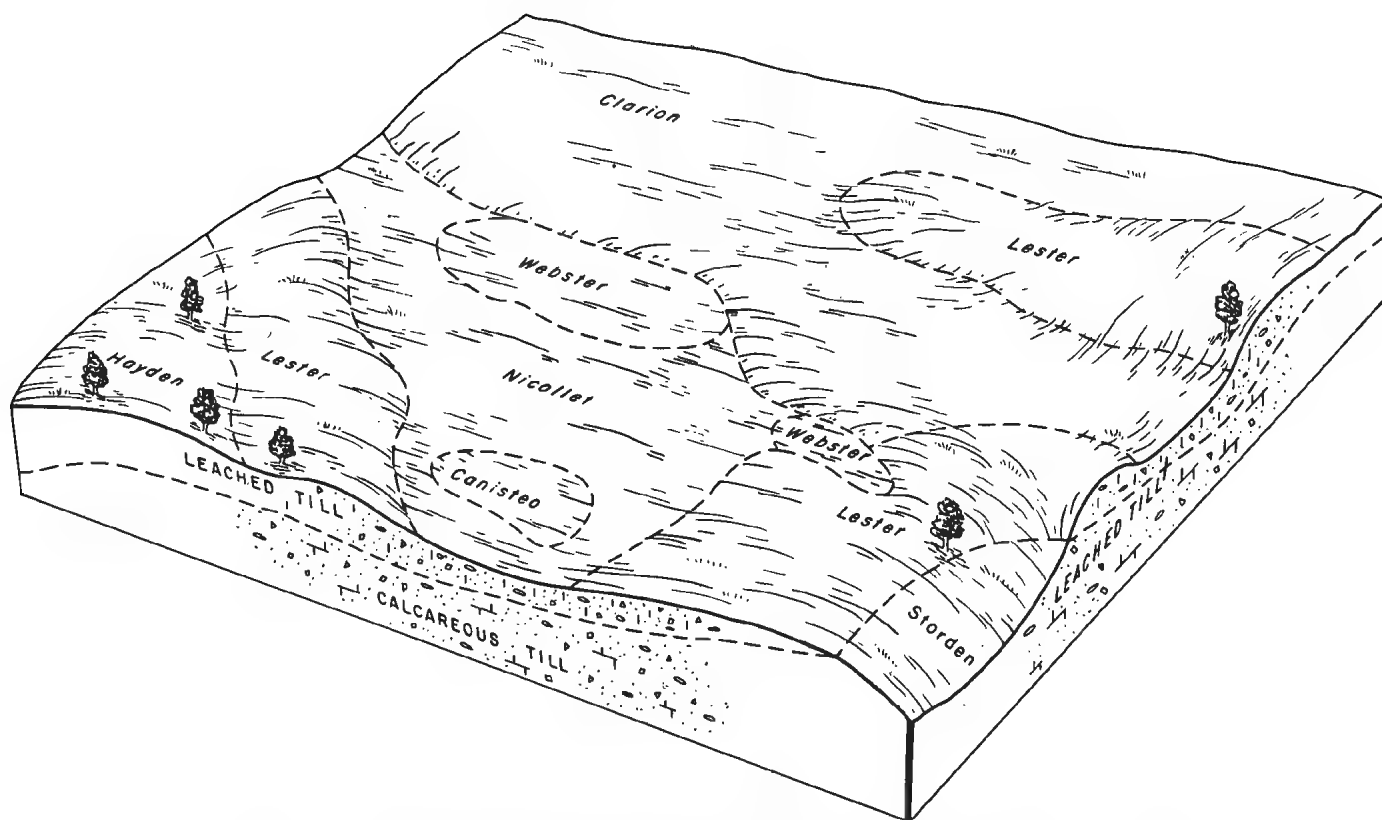 Clarion
Lester
Webster
Hayden
Lester
Nicollet
Webster
Canisteo
Lester
Storden
LEACHED TILL
CALCAREOUS TILL
LEACHED TILL